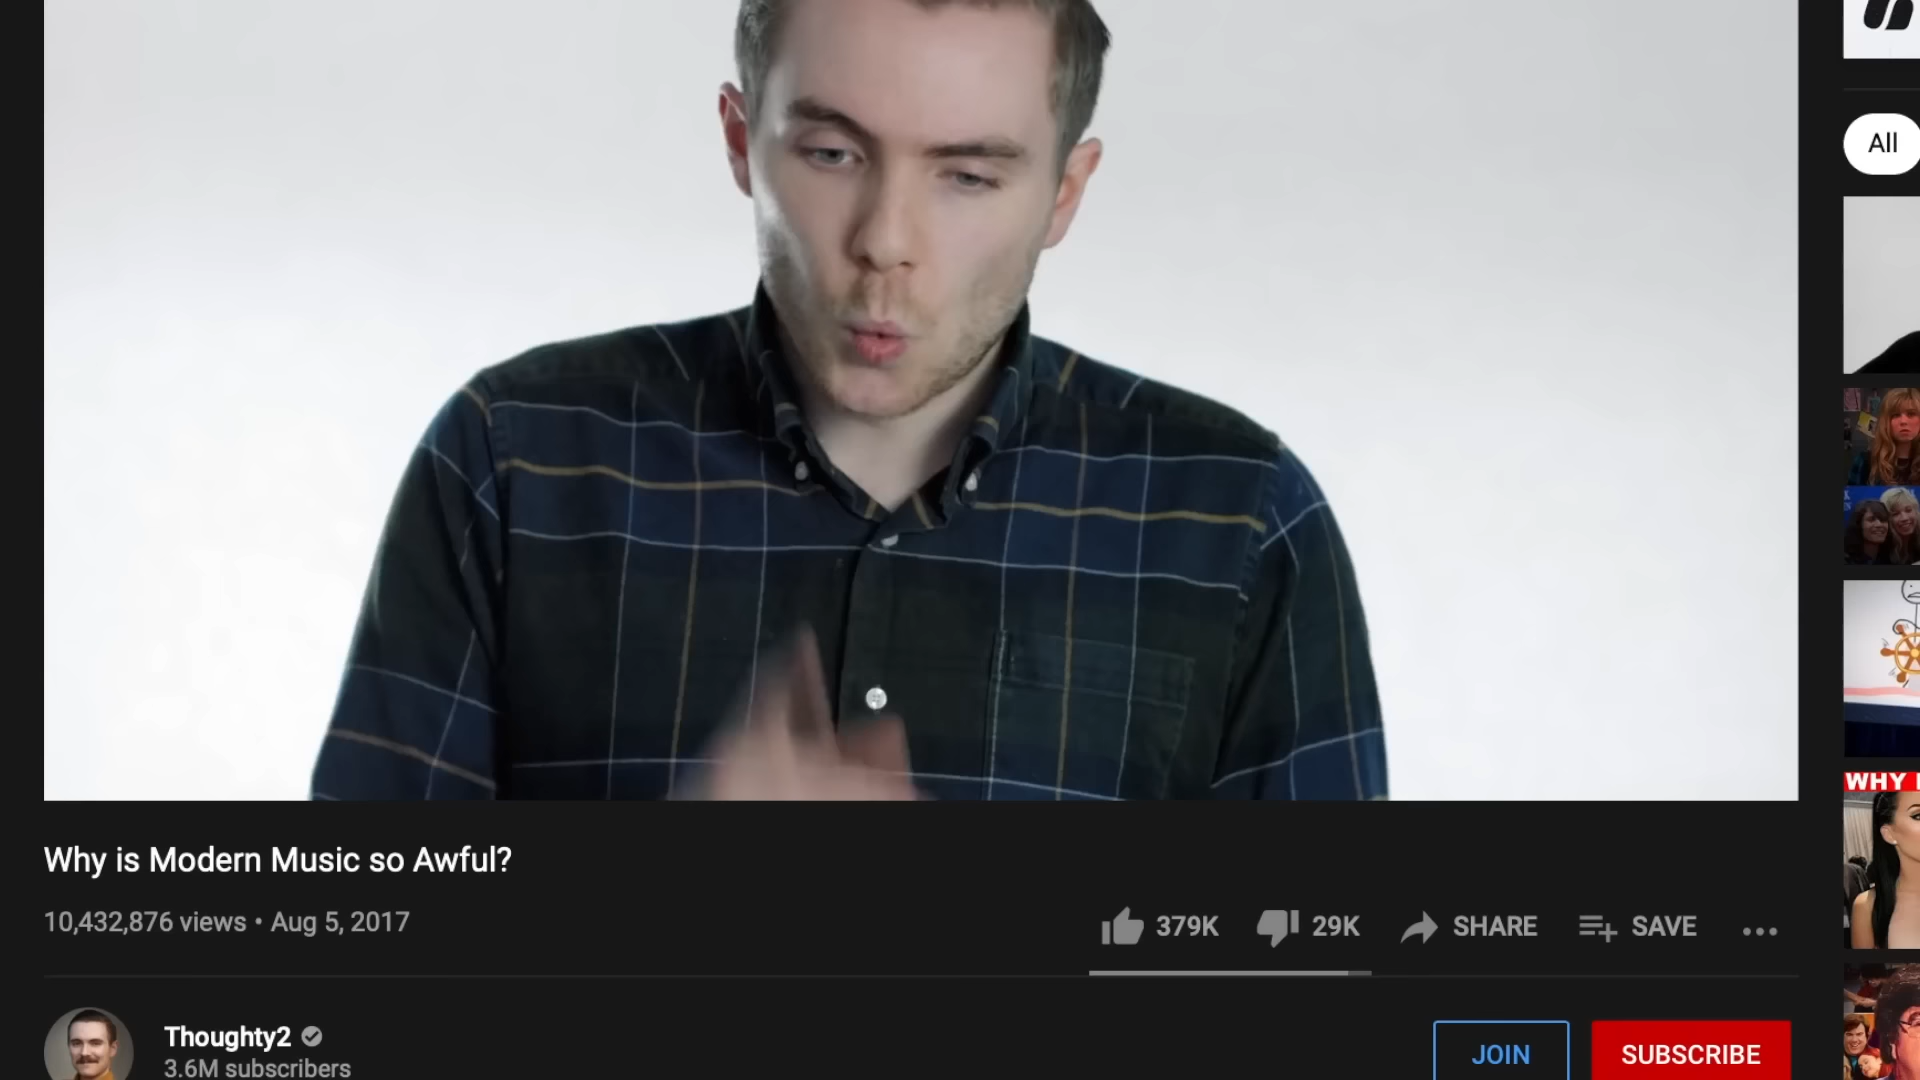 All
WHY
Why is Modern Music so Awful?
10,432,876 views • Aug 5, 2017
379K 29K SHARE SAVE
Thoughty2
3.6M subscribers
JOIN SUBSCRIBE